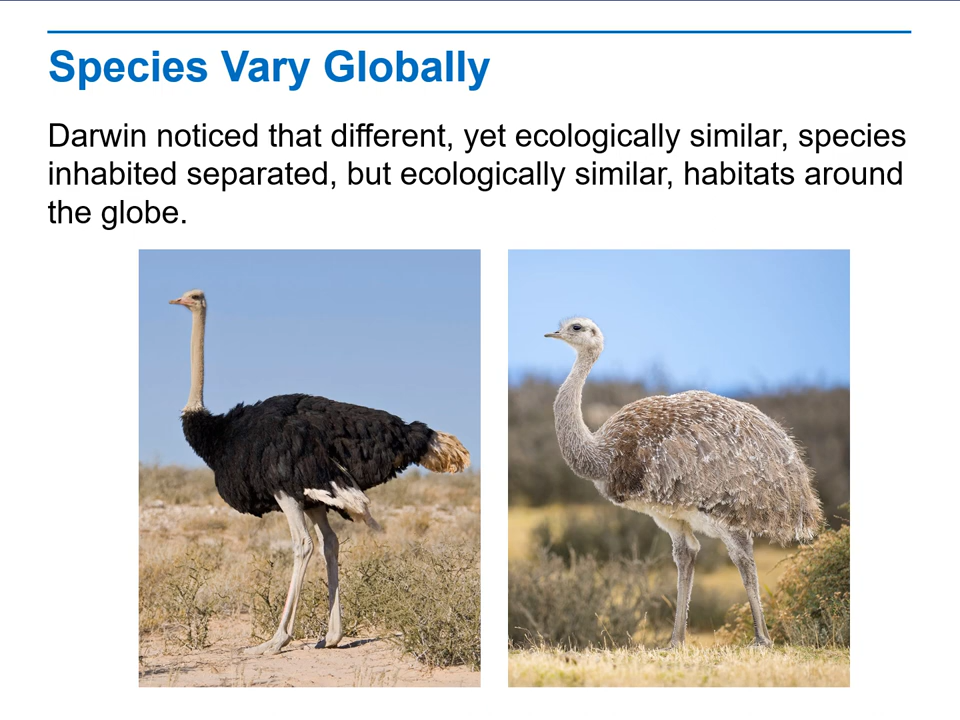 Species Vary Globally
Darwin noticed that different, yet ecologically similar, species
inhabited separated, but ecologically similar, habitats around
the globe.